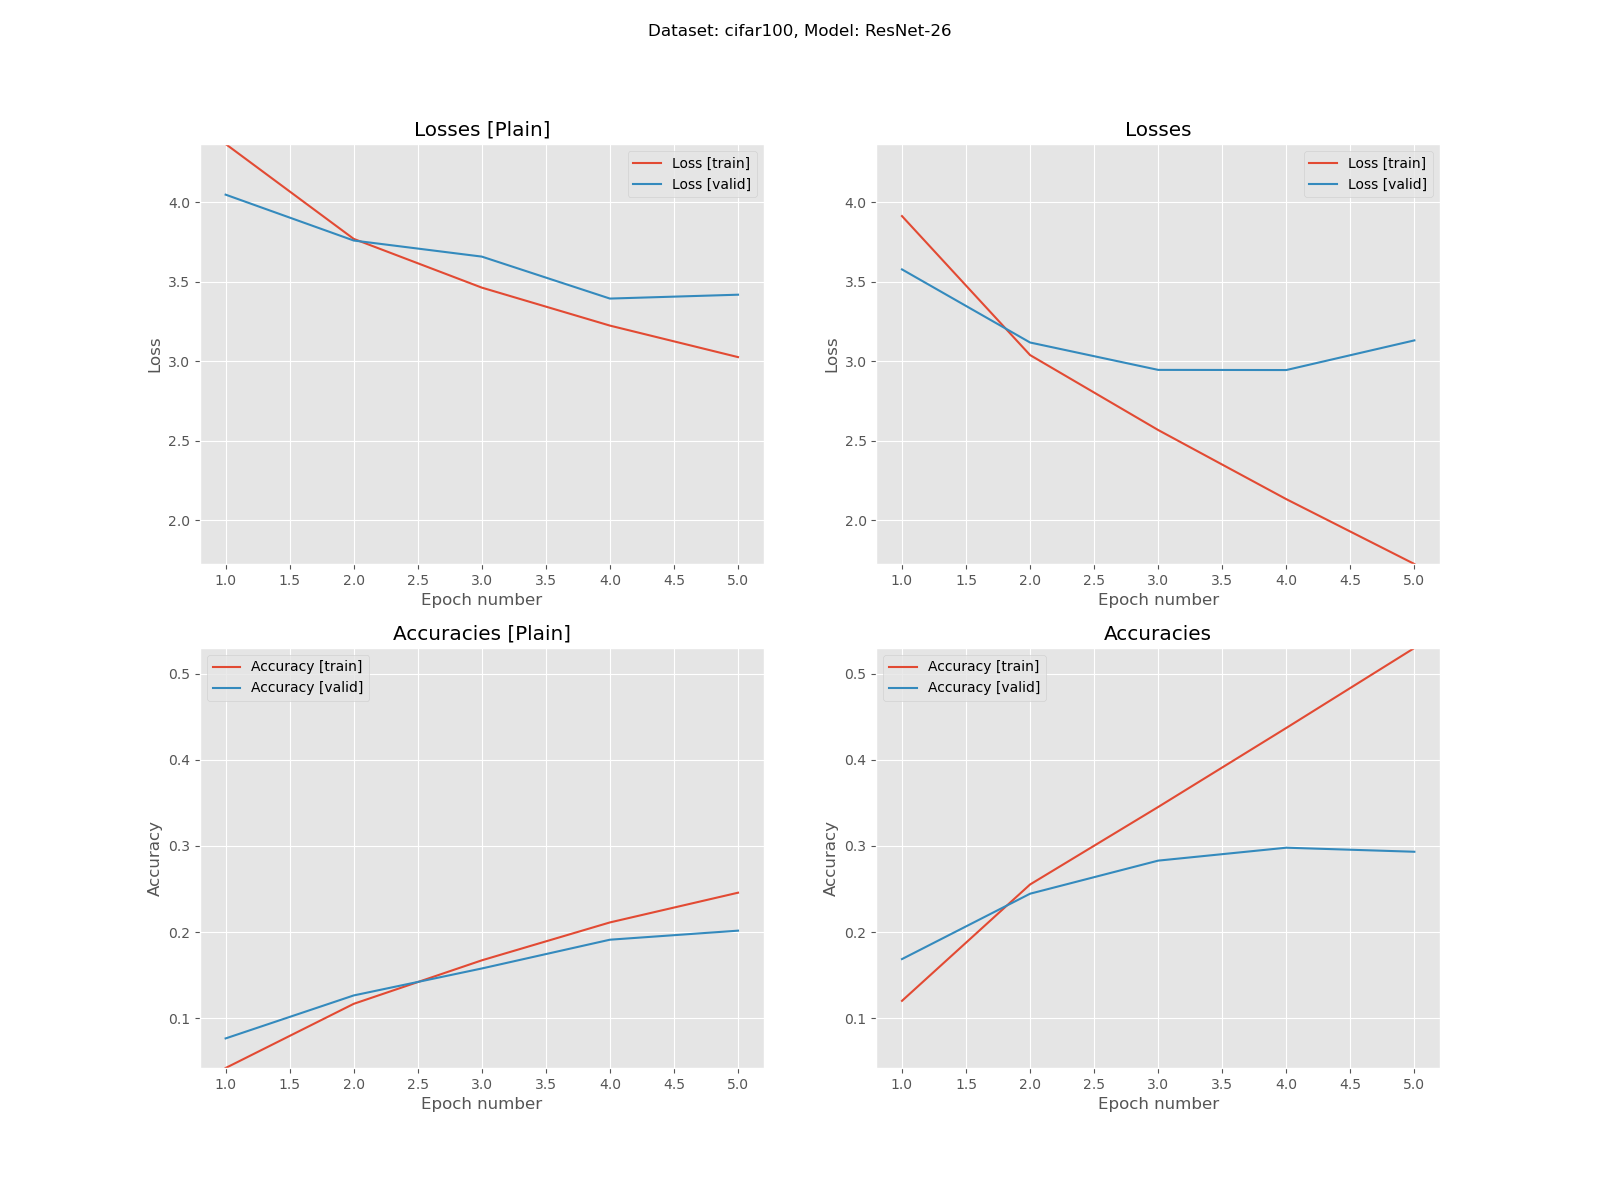 Dataset: cifar100, Model: ResNet-26
Losses [Plain]
Loss [train]
Loss [valid]
4.0
3.5
3.0
2.5
2.0
Loss
1.0 1.5 2.0 2.5 3.0 3.5 4.0 4.5 5.0
Epoch number
Losses
Loss [train]
Loss [valid]
4.0
3.5
3.0
2.5
2.0
Loss
1.0 1.5 2.0 2.5 3.0 3.5 4.0 4.5 5.0
Epoch number
Accuracies [Plain]
Accuracy [train]
Accuracy [valid]
0.5
0.4
0.3
0.2
0.1
Accuracy
1.0 1.5 2.0 2.5 3.0 3.5 4.0 4.5 5.0
Epoch number
Accuracies
Accuracy [train]
Accuracy [valid]
0.5
0.4
0.3
0.2
0.1
Accuracy
1.0 1.5 2.0 2.5 3.0 3.5 4.0 4.5 5.0
Epoch number